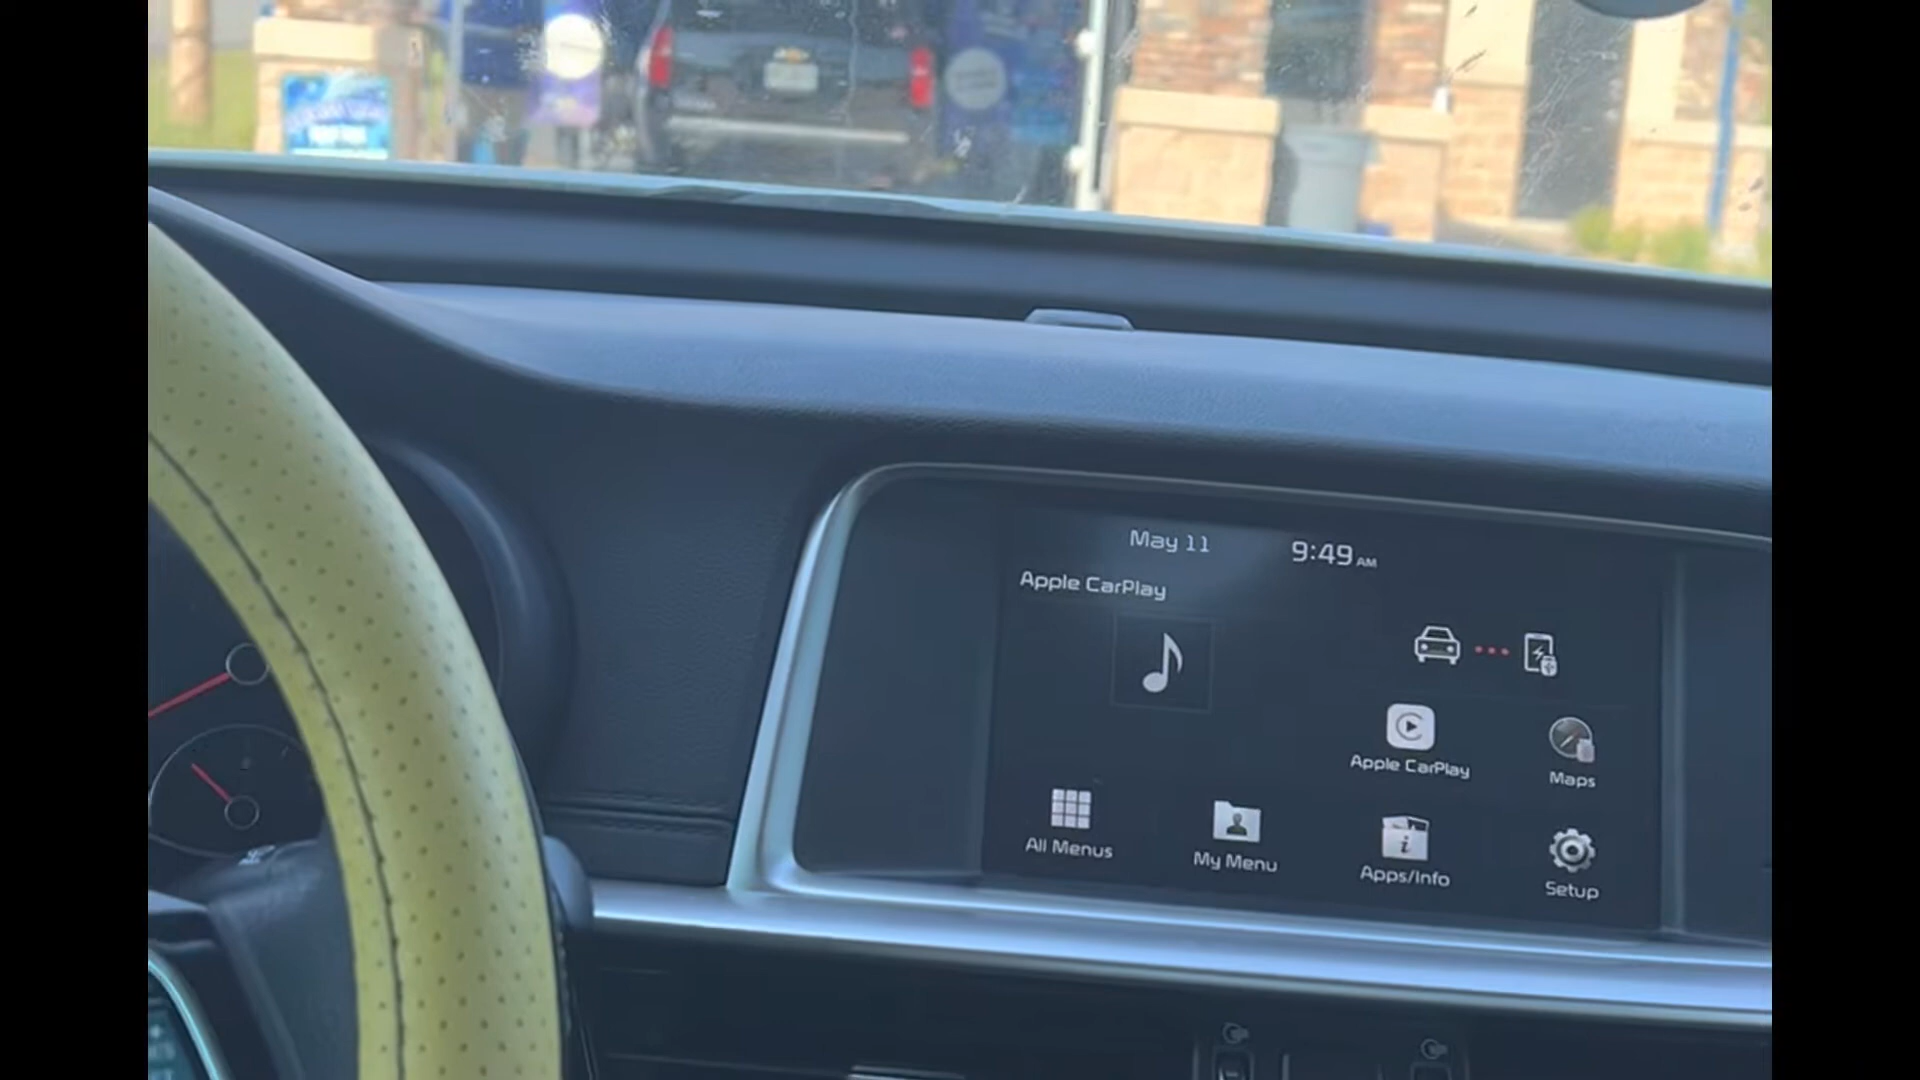 May 11
9:49 AM
Apple CarPlay
Apple CarPlay
Maps
All Menus
My Menu
Apps/Info
Setup